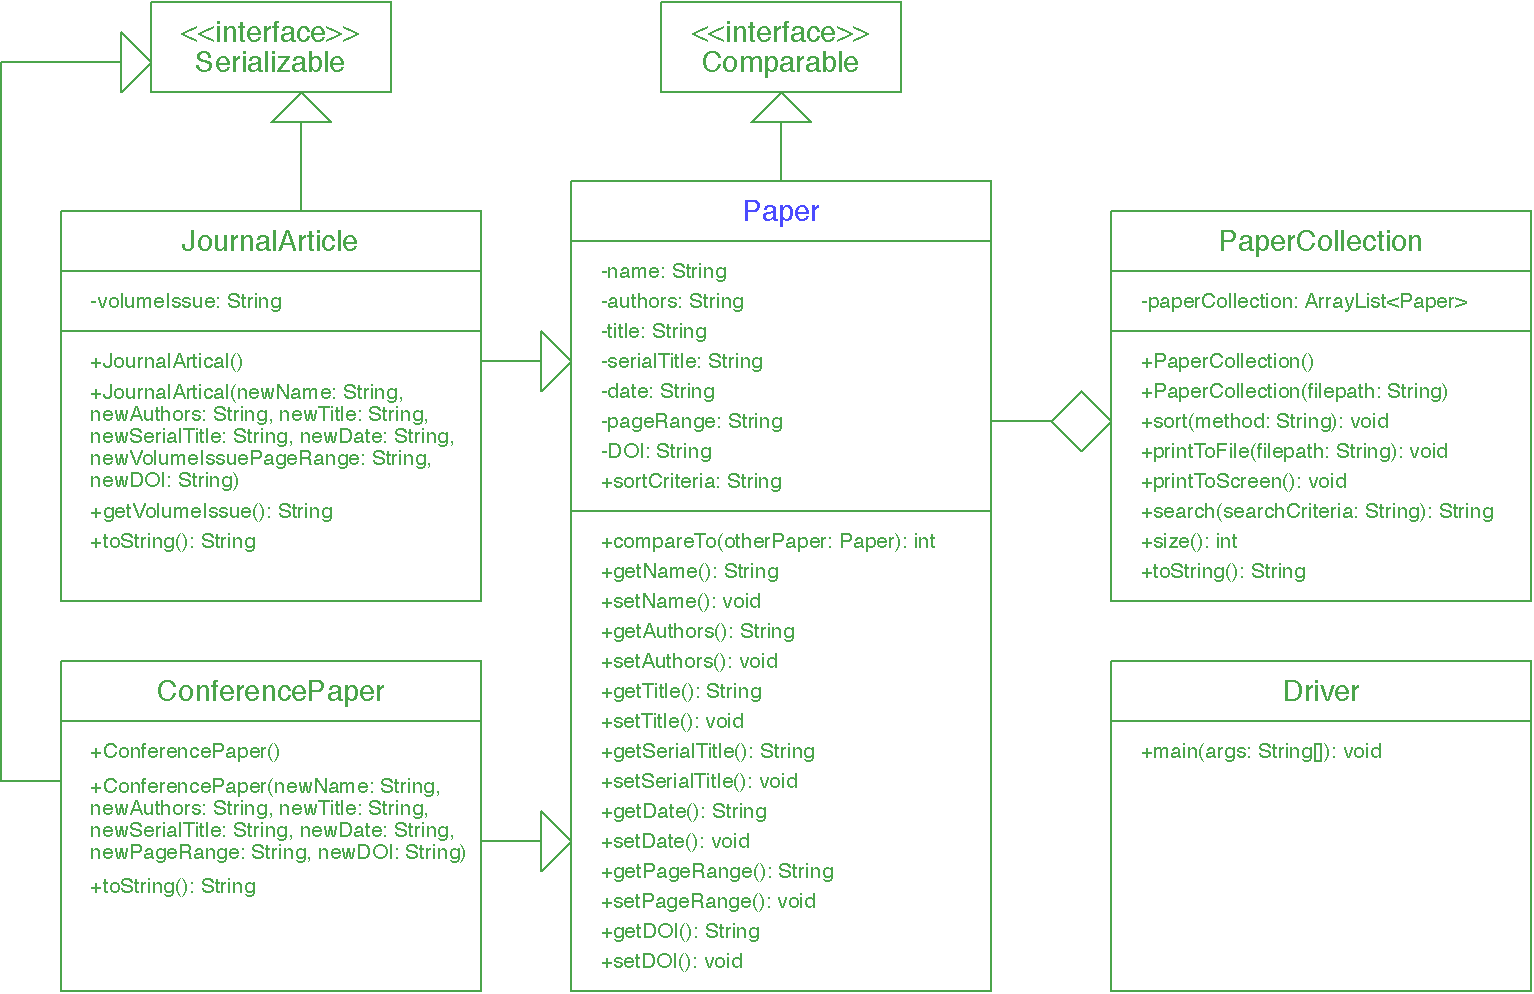 <<interface>>
Serializable
<<interface>>
Comparable
JournalArticle
-volumeIssue: String
+JournalArtical()
+JournalArtical(newName: String,
newAuthors: String, newTitle: String,
newSerialTitle: String, newDate: String,
newVolumeIssuePageRange: String,
newDOI: String)
+getVolumeIssue(): String
+toString(): String
ConferencePaper
+ConferencePaper()
+ConferencePaper(newName: String,
newAuthors: String, newTitle: String,
newSerialTitle: String, newDate: String,
newPageRange: String, newDOI: String)
+toString(): String
Paper
-name: String
-authors: String
-title: String
-serialTitle: String
-date: String
-pageRange: String
-DOI: String
+sortCriteria: String
+compareTo(otherPaper: Paper): int
+getName(): String
+setName(): void
+getAuthors(): String
+setAuthors(): void
+getTitle(): String
+setTitle(): void
+getSerialTitle(): String
+setSerialTitle(): void
+getDate(): String
+setDate(): void
+getPageRange(): String
+setPageRange(): void
+getDOI(): String
+setDOI(): void
PaperCollection
-paperCollection: ArrayList<Paper>
+PaperCollection()
+PaperCollection(filepath: String)
+sort(method: String): void
+printToFile(filepath: String): void
+printToScreen(): void
+search(searchCriteria: String): String
+size(): int
+toString(): String
Driver
+main(args: String[]): void